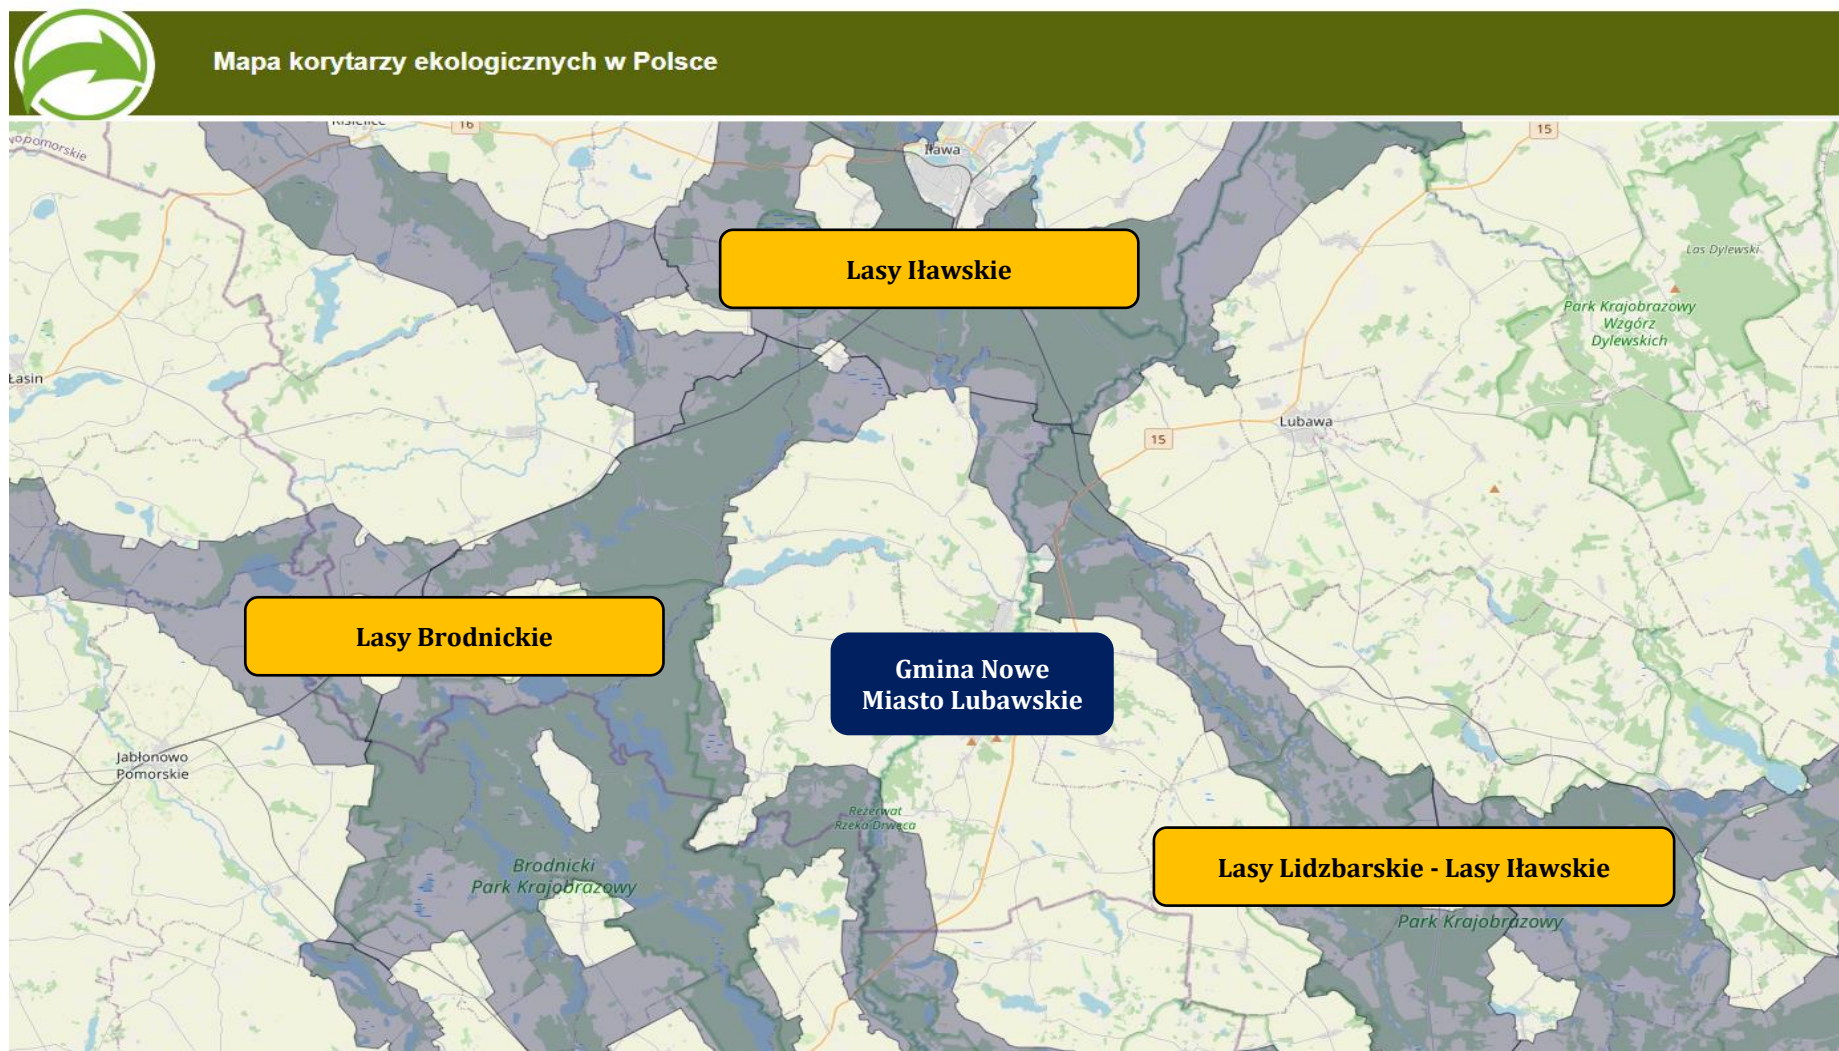 Mapa korytarzy ekologicznych w Polsce
Kisielice
16
15
nopomorskie
Iława
Las Dylewski
Lasy Iławskie
Park Krajobrazowy
Wzgórz
Dylewskich
Łasin
Lubawa
15
Lasy Brodnickie
Gmina Nowe
Miasto Lubawskie
Jabłonowo
Pomorskie
Rezerwat
Rzeka Drwęca
Brodnicki
Park Krajobrazowy
Lasy Lidzbarskie - Lasy Iławskie
Park Krajobrazowy